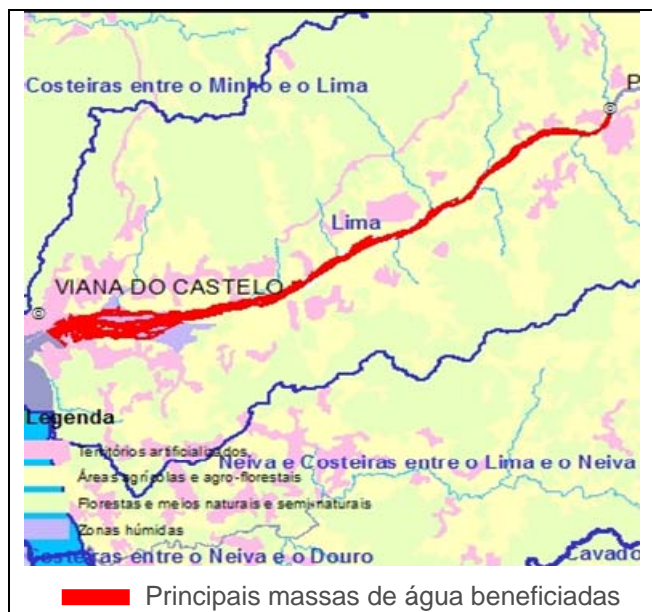 Costeiras entre o Minho e o Lima
P
Lima
VIANA DO CASTELO
Legenda
Territórios artificializados
Áreas agrícolas e agro-florestais
Florestas e meios naturais e semi-naturais
Zonas húmidas
Neiva e Costeiras entre o Lima e o Neiva
Costeiras entre o Neiva e o Douro
Cavado
Principais massas de água beneficiadas